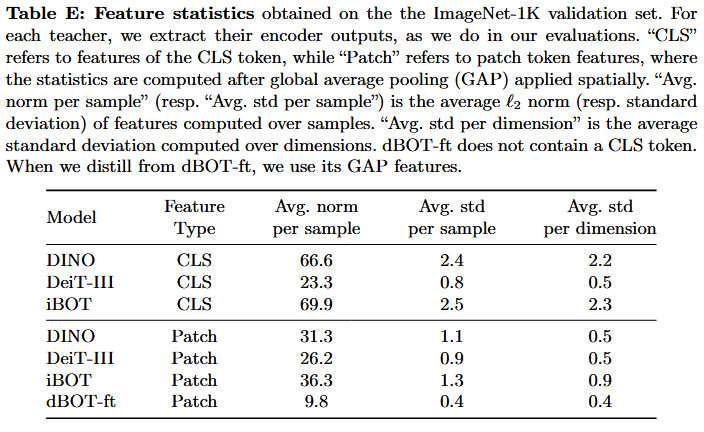 Table E: Feature statistics obtained on the the ImageNet-1K validation set. For
each teacher, we extract their encoder outputs, as we do in our evaluations. “CLS”
refers to features of the CLS token, while “Patch” refers to patch token features, where
the statistics are computed after global average pooling (GAP) applied spatially. “Avg.
norm per sample” (resp. “Avg. std per sample”) is the average ℓ2 norm (resp. standard
deviation) of features computed over samples. “Avg. std per dimension” is the average
standard deviation computed over dimensions. dBOT-ft does not contain a CLS token.
When we distill from dBOT-ft, we use its GAP features.
Model Feature Type Avg. norm per sample Avg. std per sample Avg. std per dimension
DINO CLS 66.6 2.4 2.2
DeiT-III CLS 23.3 0.8 0.5
iBOT CLS 69.9 2.5 2.3
DINO Patch 31.3 1.1 0.5
DeiT-III Patch 26.2 0.9 0.5
iBOT Patch 36.3 1.3 0.9
dBOT-ft Patch 9.8 0.4 0.4